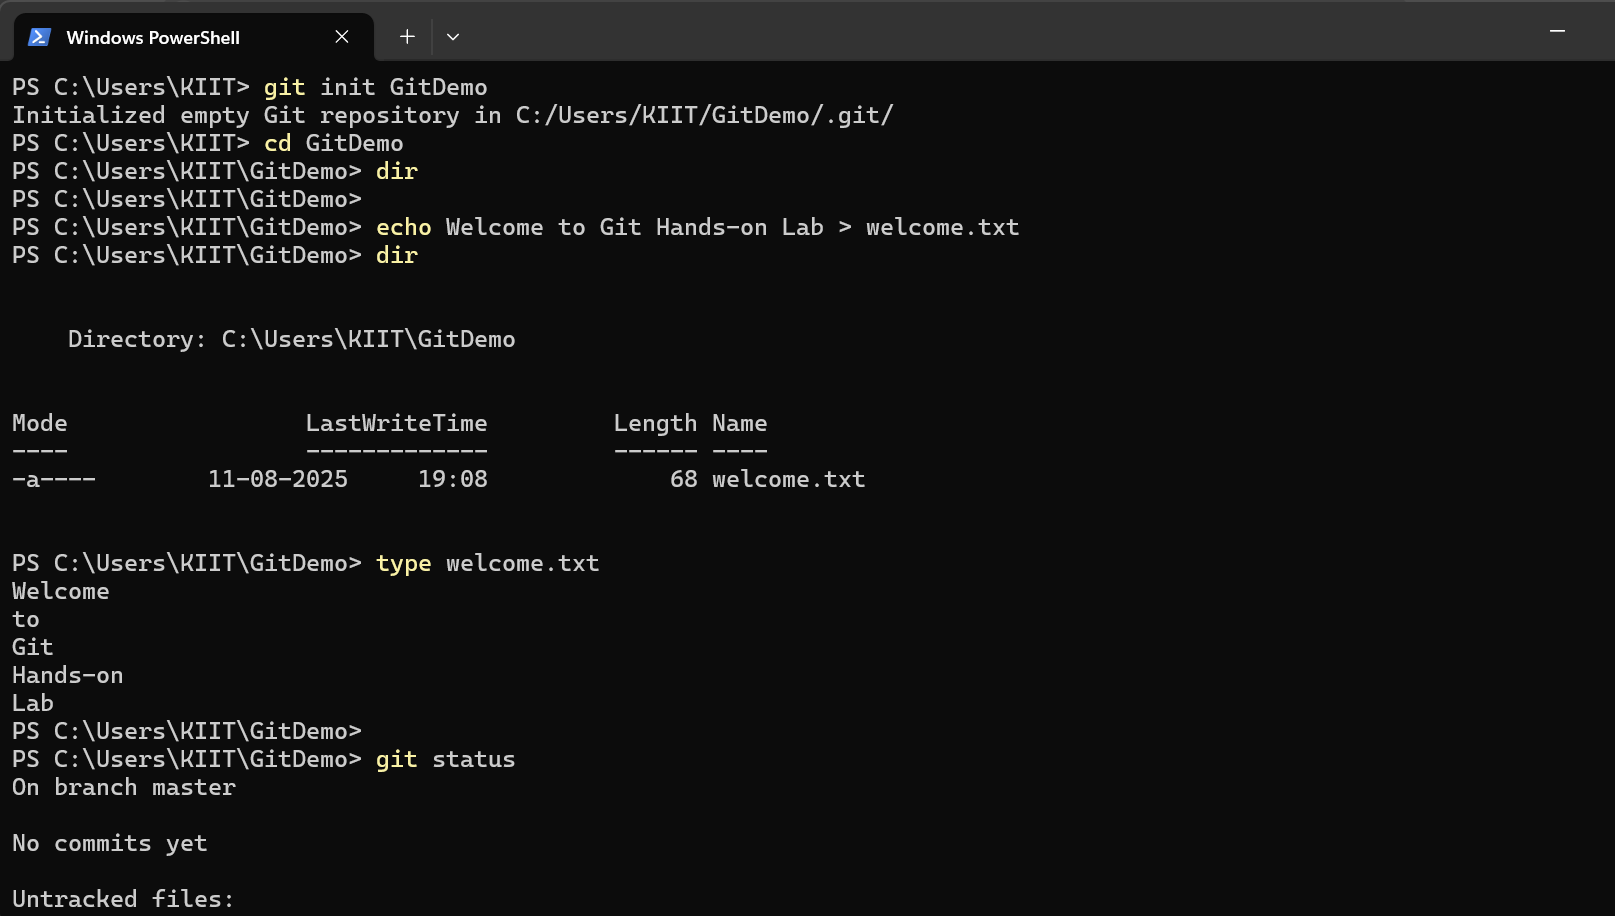 Windows PowerShell
PS C:\Users\KIIT> git init GitDemo
Initialized empty Git repository in C:/Users/KIIT/GitDemo/.git/
PS C:\Users\KIIT> cd GitDemo
PS C:\Users\KIIT\GitDemo> dir
PS C:\Users\KIIT\GitDemo>
PS C:\Users\KIIT\GitDemo> echo Welcome to Git Hands-on Lab > welcome.txt
PS C:\Users\KIIT\GitDemo> dir
    Directory: C:\Users\KIIT\GitDemo
Mode                 LastWriteTime         Length Name
----                 -------------         ------ ----
-a----        11-08-2025     19:08             68 welcome.txt
PS C:\Users\KIIT\GitDemo> type welcome.txt
Welcome
to
Git
Hands-on
Lab
PS C:\Users\KIIT\GitDemo>
PS C:\Users\KIIT\GitDemo> git status
On branch master
No commits yet
Untracked files: